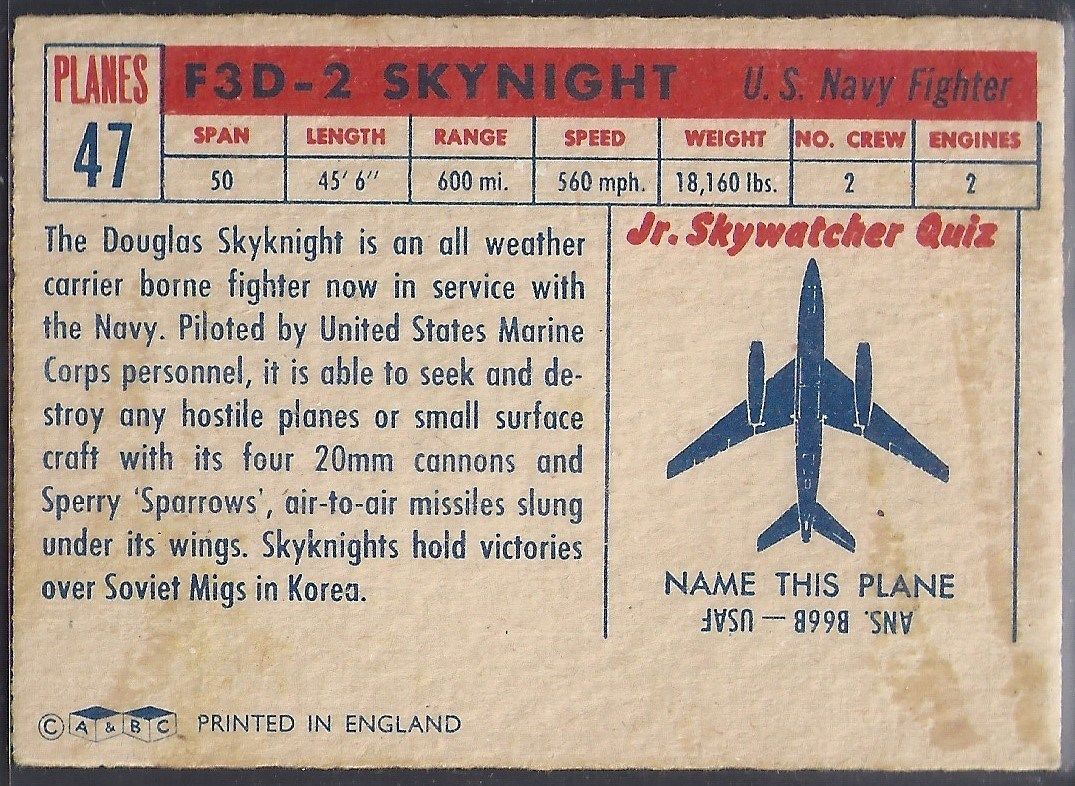 PLANES
47
F3D-2 SKYNIGHT U. S. Navy Fighter
SPAN LENGTH RANGE SPEED WEIGHT NO. CREW ENGINES
50 45' 6" 600 mi. 560 mph. 18,160 lbs. 2 2
The Douglas Skyknight is an all weather
carrier borne fighter now in service with
the Navy. Piloted by United States Marine
Corps personnel, it is able to seek and de-
stroy any hostile planes or small surface
craft with its four 20mm cannons and
Sperry 'Sparrows', air-to-air missiles slung
under its wings. Skyknights hold victories
over Soviet Migs in Korea.
Jr. Skywatcher Quiz
NAME THIS PLANE
ANS. B66B — USAF
© A & B C PRINTED IN ENGLAND